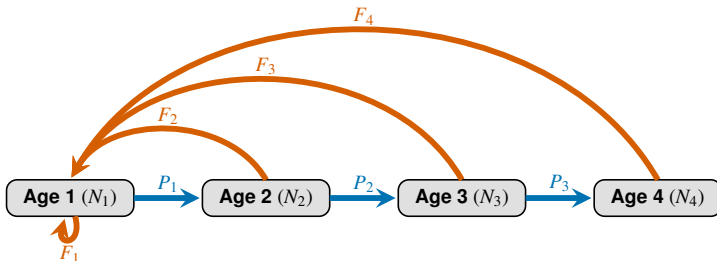 F₄
F₃
F₂
P₁ P₂ P₃
Age 1 (N₁) Age 2 (N₂) Age 3 (N₃) Age 4 (N₄)
F₁